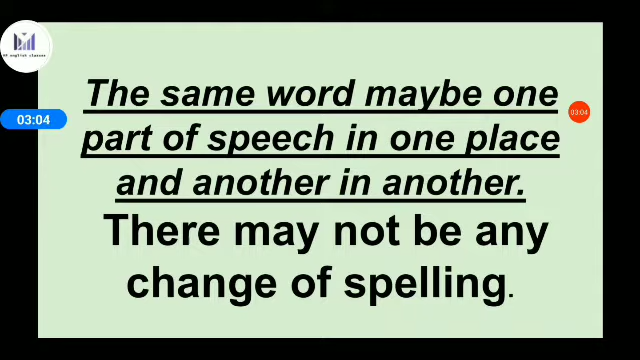 The same word maybe one
part of speech in one place
and another in another.
There may not be any
change of spelling.
03:04
03:04